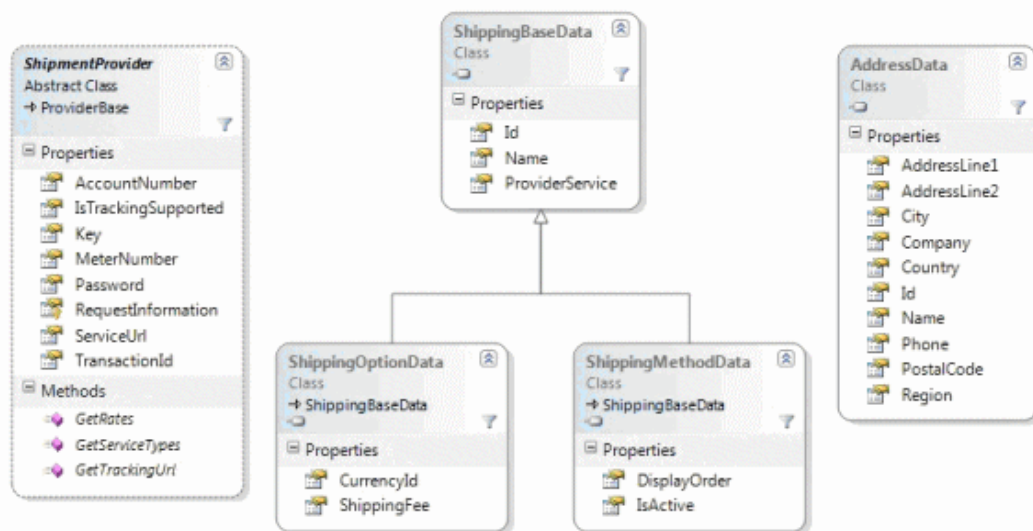 ShipmentProvider
Abstract Class
ProviderBase
Properties
AccountNumber
IsTrackingSupported
Key
MeterNumber
Password
RequestInformation
ServiceUrl
TransactionId
Methods
GetRates
GetServiceTypes
GetTrackingUrl
ShippingBaseData
Class
Properties
Id
Name
ProviderService
ShippingOptionData
Class
ShippingBaseData
Properties
CurrencyId
ShippingFee
ShippingMethodData
Class
ShippingBaseData
Properties
DisplayOrder
IsActive
AddressData
Class
Properties
AddressLine1
AddressLine2
City
Company
Country
Id
Name
Phone
PostalCode
Region